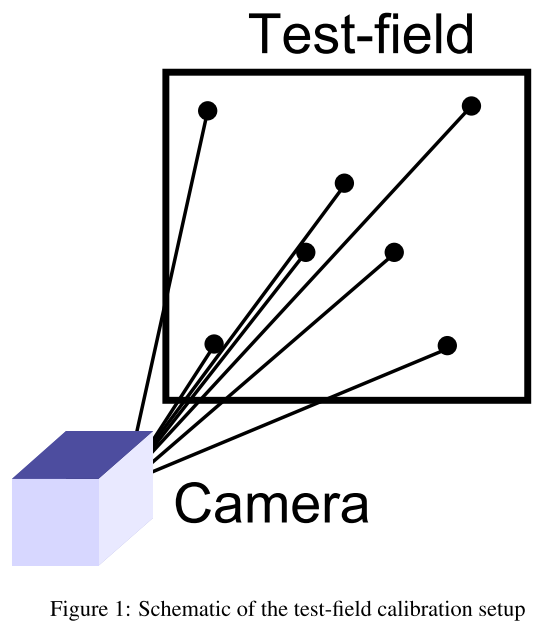 Test-field
Camera
Figure 1: Schematic of the test-field calibration setup